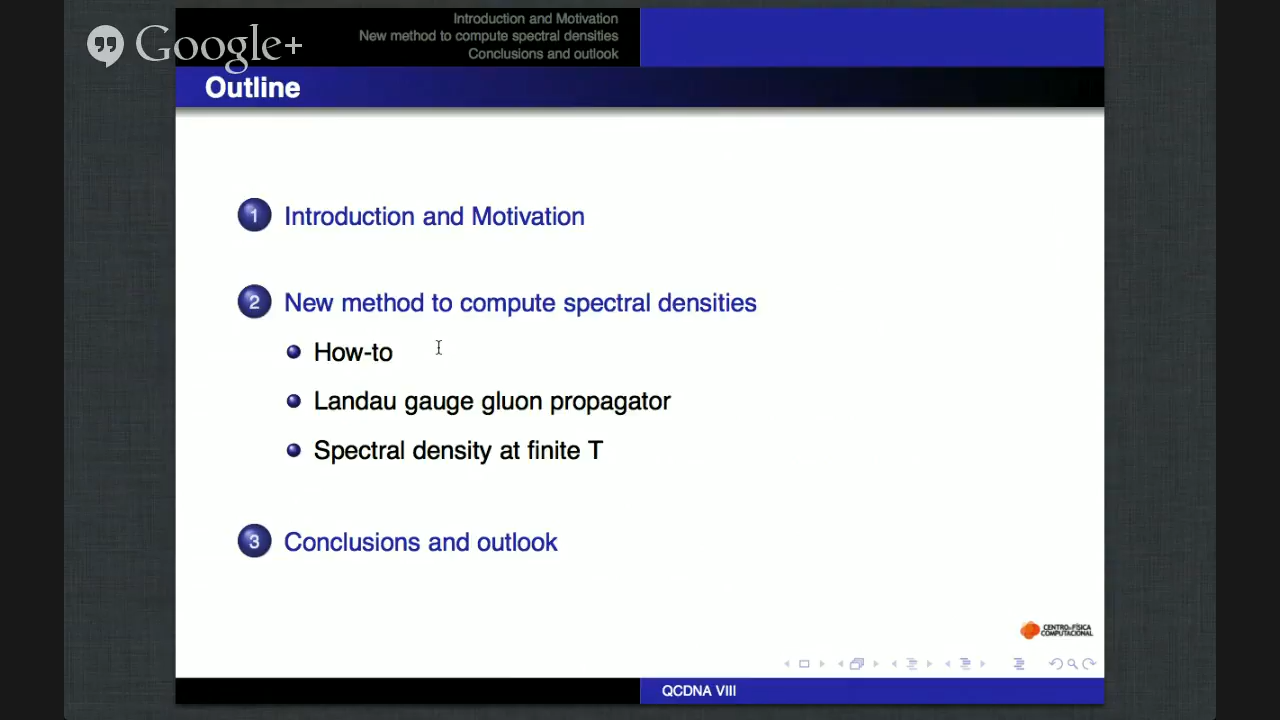 Google+
Introduction and Motivation
New method to compute spectral densities
Conclusions and outlook
Outline
1 Introduction and Motivation
2 New method to compute spectral densities
How-to
Landau gauge gluon propagator
Spectral density at finite T
3 Conclusions and outlook
CENTRO DE FÍSICA
COMPUTACIONAL
QCDNA VIII